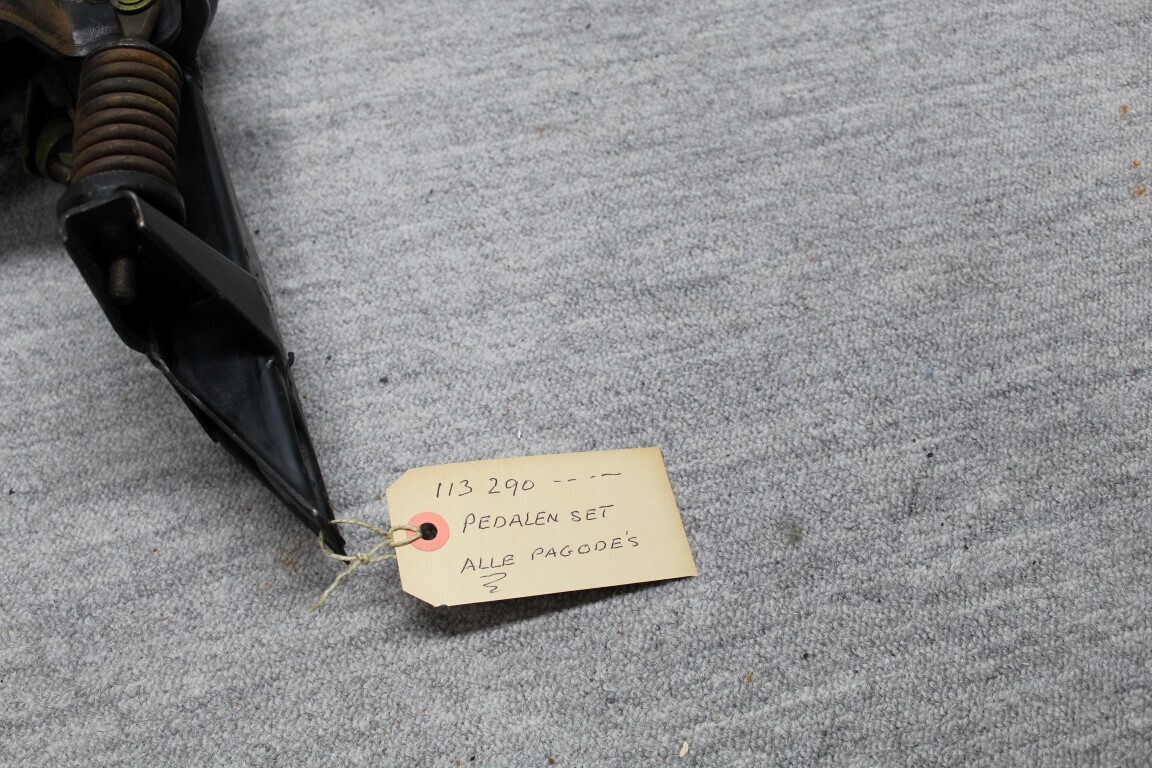 113 290 --.-
PEDALEN SET
ALLE PAGODE'S